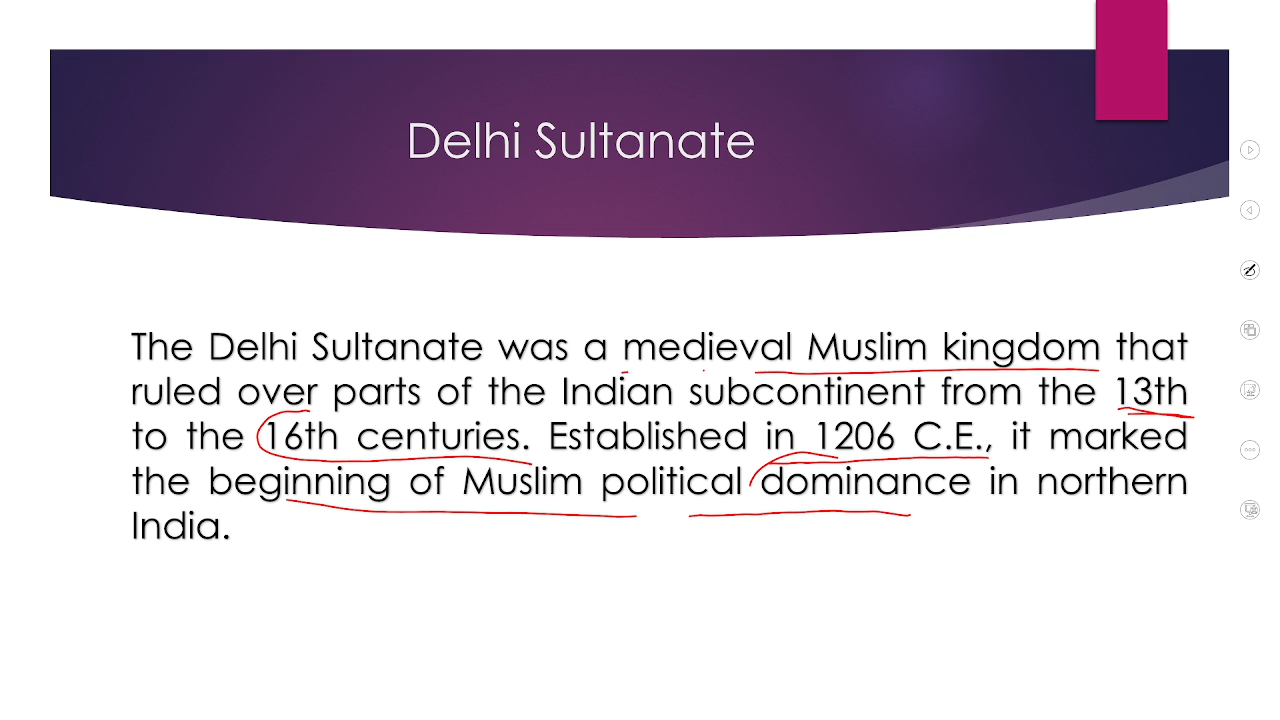 Delhi Sultanate
The Delhi Sultanate was a medieval Muslim kingdom that
ruled over parts of the Indian subcontinent from the 13th
to the 16th centuries. Established in 1206 C.E., it marked
the beginning of Muslim political dominance in northern
India.